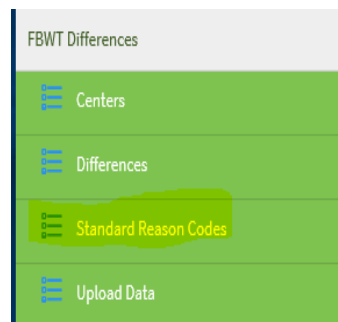 FBWT Differences
Centers
Differences
Standard Reason Codes
Upload Data